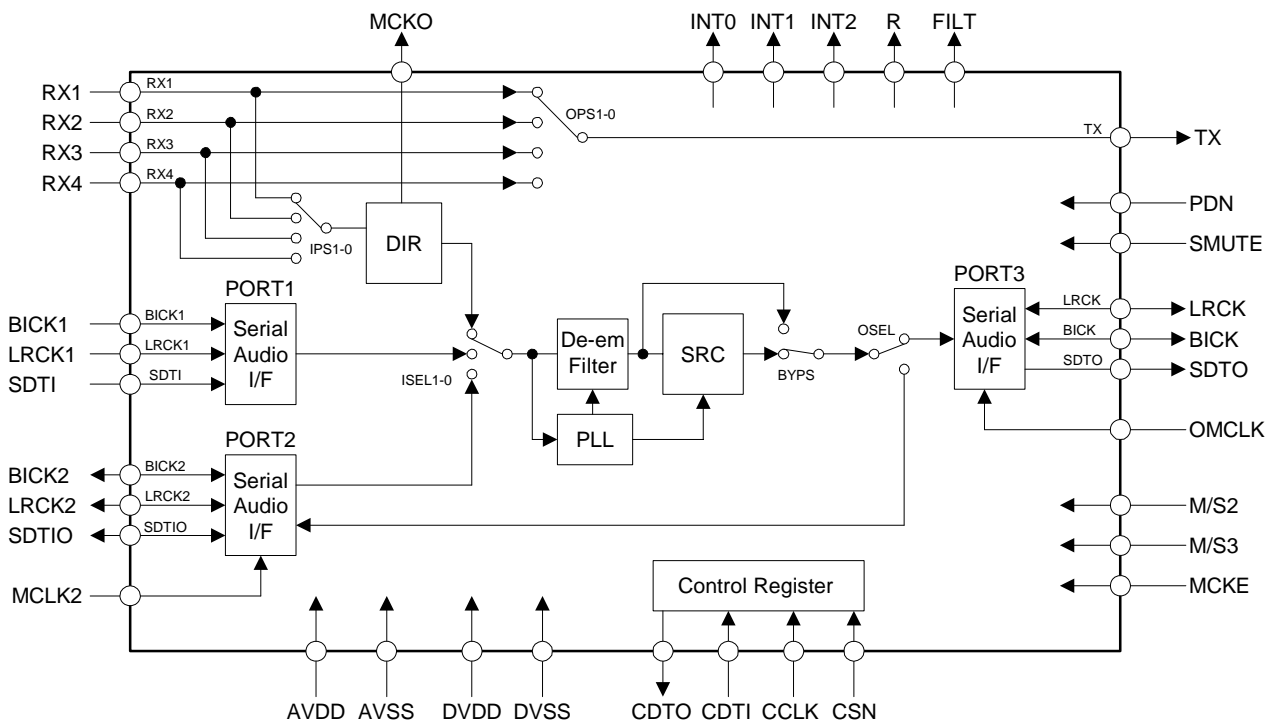 MCKO INT0 INT1 INT2 R FILT
RX1 RX1
RX2 RX2
RX3 RX3
RX4 RX4
OPS1-0
TX TX
PDN
SMUTE
IPS1-0
DIR
PORT1
BICK1 BICK1
LRCK1 LRCK1
SDTI SDTI
Serial
Audio
I/F
ISEL1-0
De-em
Filter
PLL
SRC
BYPS
OSEL
PORT3
Serial
Audio
I/F
LRCK LRCK
BICK BICK
SDTO SDTO
OMCLK
PORT2
BICK2 BICK2
LRCK2 LRCK2
SDTIO SDTIO
Serial
Audio
I/F
MCLK2
M/S2
M/S3
MCKE
Control Register
AVDD AVSS DVDD DVSS CDTO CDTI CCLK CSN